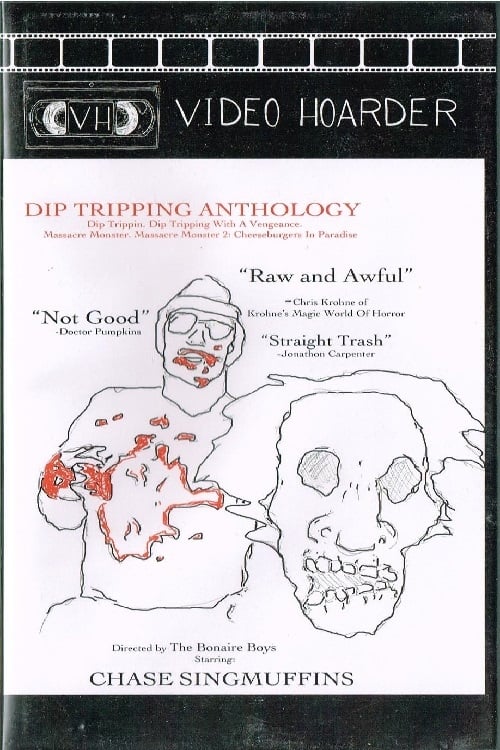 VH
VIDEO HOARDER
DIP TRIPPING ANTHOLOGY
Dip Trippin. Dip Tripping With A Vengeance.
Massacre Monster. Massacre Monster 2: Cheeseburgers In Paradise
"Raw and Awful"
-Chris Krohne of
Krohne's Magic World Of Horror
"Not Good"
-Doctor Pumpkins
"Straight Trash"
-Jonathon Carpenter
Directed by The Bonaire Boys
Starring:
CHASE SINGMUFFINS